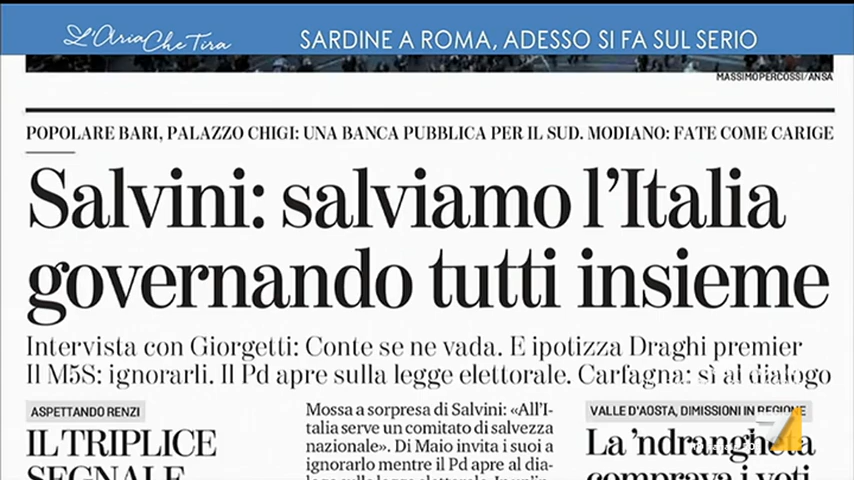 L'Aria Che Tira
SARDINE A ROMA, ADESSO SI FA SUL SERIO
MASSIMO PERCOSSI/ANSA
POPOLARE BARI, PALAZZO CHIGI: UNA BANCA PUBBLICA PER IL SUD. MODIANO: FATE COME CARIGE
Salvini: salviamo l'Italia
governando tutti insieme
Intervista con Giorgetti: Conte se ne vada. E ipotizza Draghi premier
Il M5S: ignorarli. Il Pd apre sulla legge elettorale. Carfagna: sì al dialogo
ASPETTANDO RENZI
IL TRIPLICE
SEGNALE
Mossa a sorpresa di Salvini: «All'I-
talia serve un comitato di salvezza
nazionale». Di Maio invita i suoi a
ignorarlo mentre il Pd apre al dia-
VALLE D'AOSTA, DIMISSIONI IN REGIONE
La 'ndrangheta
comprava i voti